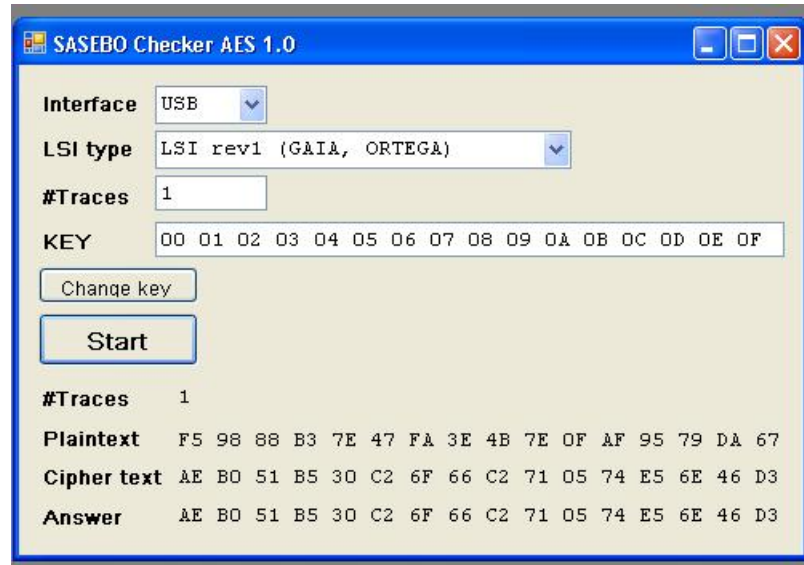 SASEBO Checker AES 1.0
Interface USB
LSI type LSI rev1 (GAIA, ORTEGA)
#Traces 1
KEY 00 01 02 03 04 05 06 07 08 09 0A 0B 0C 0D 0E 0F
Change key
Start
#Traces 1
Plaintext F5 98 88 B3 7E 47 FA 3E 4B 7E 0F AF 95 79 DA 67
Cipher text AE B0 51 B5 30 C2 6F 66 C2 71 05 74 E5 6E 46 D3
Answer AE B0 51 B5 30 C2 6F 66 C2 71 05 74 E5 6E 46 D3